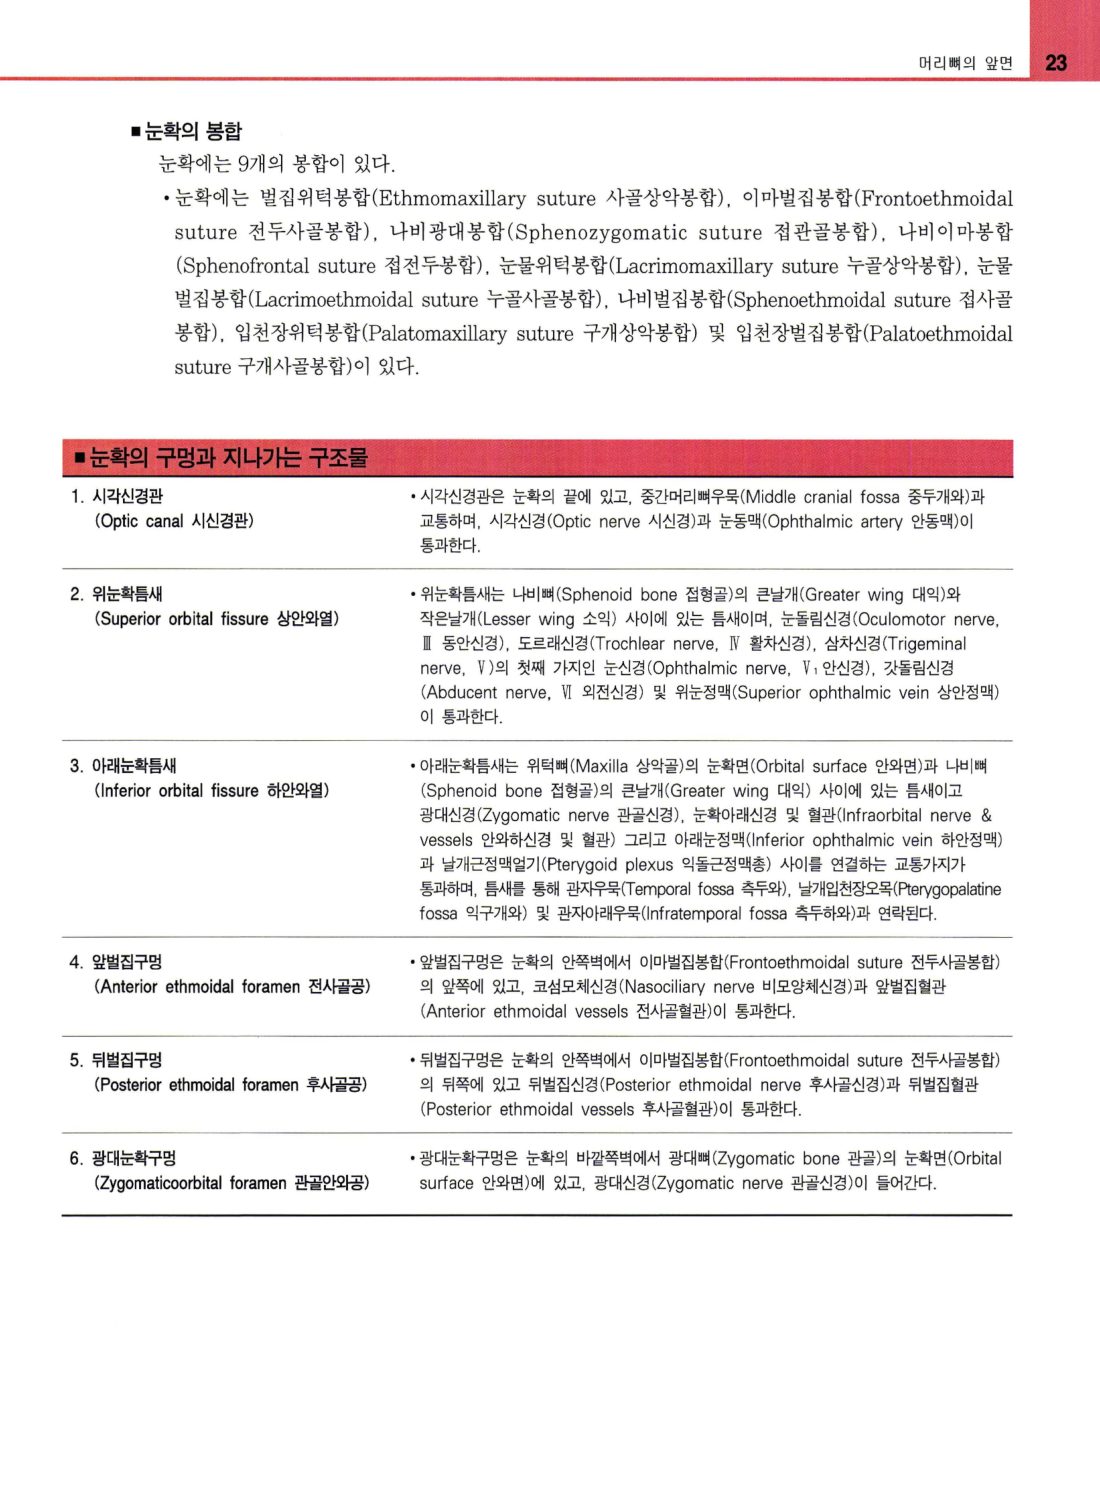 머리뼈의 앞면 23
■ 눈확의 봉합
눈확에는 9개의 봉합이 있다.
• 눈확에는 벌집위턱봉합(Ethmomaxillary suture 사골상악봉합), 이마벌집봉합(Frontoethmoidal
suture 전두사골봉합), 나비광대봉합(Sphenozygomatic suture 접관골봉합), 나비이마봉합
(Sphenofrontal suture 접전두봉합), 눈물위턱봉합(Lacrimomaxillary suture 누골상악봉합), 눈물
벌집봉합(Lacrimoethmoidal suture 누골사골봉합), 나비벌집봉합(Sphenoethmoidal suture 접사골
봉합), 입천장위턱봉합(Palatomaxillary suture 구개상악봉합) 및 입천장벌집봉합(Palatoethmoidal
suture 구개사골봉합)이 있다.
■ 눈확의 구멍과 지나가는 구조물
1. 시각신경관
(Optic canal 시신경관)
• 시각신경관은 눈확의 끝에 있고, 중간머리뼈우묵(Middle cranial fossa 중두개와)과
교통하며, 시각신경(Optic nerve 시신경)과 눈동맥(Ophthalmic artery 안동맥)이
통과한다.
2. 위눈확틈새
(Superior orbital fissure 상안와열)
• 위눈확틈새는 나비뼈(Sphenoid bone 접형골)의 큰날개(Greater wing 대익)와
작은날개(Lesser wing 소익) 사이에 있는 틈새이며, 눈돌림신경(Oculomotor nerve,
Ⅲ 동안신경), 도르래신경(Trochlear nerve, Ⅳ 활차신경), 삼차신경(Trigeminal
nerve, Ⅴ)의 첫째 가지인 눈신경(Ophthalmic nerve, Ⅴ₁ 안신경), 갓돌림신경
(Abducent nerve, Ⅵ 외전신경) 및 위눈정맥(Superior ophthalmic vein 상안정맥)
이 통과한다.
3. 아래눈확틈새
(Inferior orbital fissure 하안와열)
• 아래눈확틈새는 위턱뼈(Maxilla 상악골)의 눈확면(Orbital surface 안와면)과 나비뼈
(Sphenoid bone 접형골)의 큰날개(Greater wing 대익) 사이에 있는 틈새이고
광대신경(Zygomatic nerve 관골신경), 눈확아래신경 및 혈관(Infraorbital nerve &
vessels 안와하신경 및 혈관) 그리고 아래눈정맥(Inferior ophthalmic vein 하안정맥)
과 날개근정맥얼기(Pterygoid plexus 익돌근정맥총) 사이를 연결하는 교통가지가
통과하며, 틈새를 통해 관자우묵(Temporal fossa 측두와), 날개입천장오목(Pterygopalatine
fossa 익구개와) 및 관자아래우묵(Infratemporal fossa 측두하와)과 연락된다.
4. 앞벌집구멍
(Anterior ethmoidal foramen 전사골공)
• 앞벌집구멍은 눈확의 안쪽벽에서 이마벌집봉합(Frontoethmoidal suture 전두사골봉합)
의 앞쪽에 있고, 코섬모체신경(Nasociliary nerve 비모양체신경)과 앞벌집혈관
(Anterior ethmoidal vessels 전사골혈관)이 통과한다.
5. 뒤벌집구멍
(Posterior ethmoidal foramen 후사골공)
• 뒤벌집구멍은 눈확의 안쪽벽에서 이마벌집봉합(Frontoethmoidal suture 전두사골봉합)
의 뒤쪽에 있고 뒤벌집신경(Posterior ethmoidal nerve 후사골신경)과 뒤벌집혈관
(Posterior ethmoidal vessels 후사골혈관)이 통과한다.
6. 광대눈확구멍
(Zygomaticoorbital foramen 관골안와공)
• 광대눈확구멍은 눈확의 바깥쪽벽에서 광대뼈(Zygomatic bone 관골)의 눈확면(Orbital
surface 안와면)에 있고, 광대신경(Zygomatic nerve 관골신경)이 들어간다.